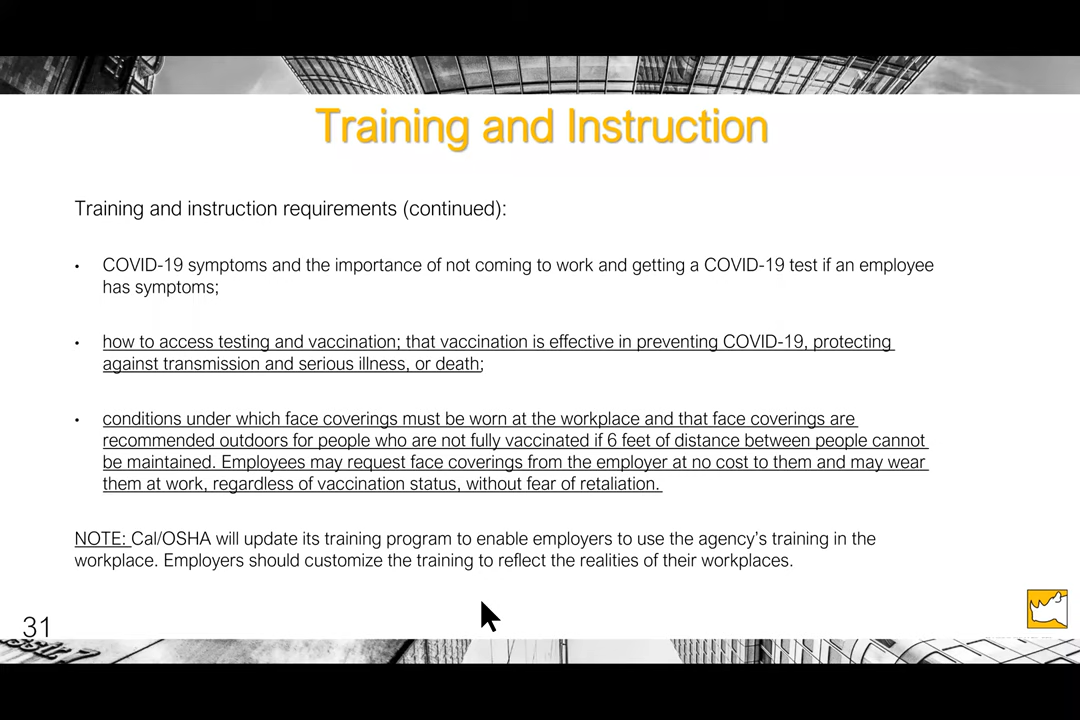 Training and Instruction
Training and instruction requirements (continued):
• COVID-19 symptoms and the importance of not coming to work and getting a COVID-19 test if an employee
has symptoms;
• how to access testing and vaccination; that vaccination is effective in preventing COVID-19, protecting
against transmission and serious illness, or death;
• conditions under which face coverings must be worn at the workplace and that face coverings are
recommended outdoors for people who are not fully vaccinated if 6 feet of distance between people cannot
be maintained. Employees may request face coverings from the employer at no cost to them and may wear
them at work, regardless of vaccination status, without fear of retaliation.
NOTE: Cal/OSHA will update its training program to enable employers to use the agency's training in the
workplace. Employers should customize the training to reflect the realities of their workplaces.
31